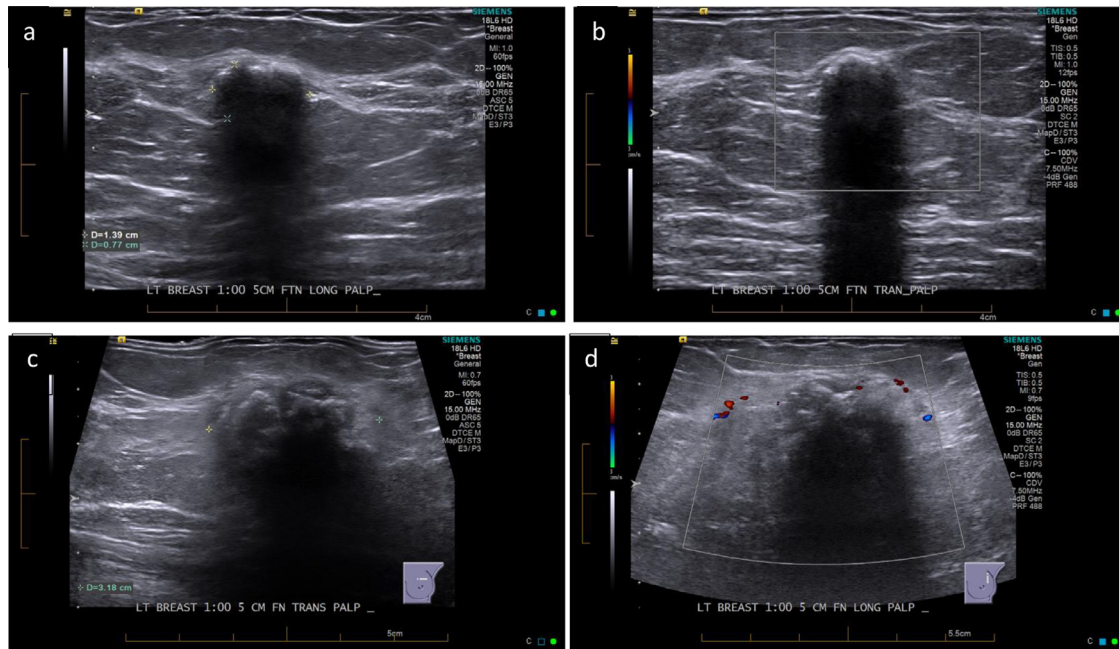 a
SIEMENS
18L6 HD
*Breast
General
MI: 1.0
60fps
2D--100%
GEN
15.00 MHz
0dB DR65
ASC 5
DTCE M
MapD/ST3
E3/P3
D=1.39 cm
D=0.77 cm
LT BREAST 1:00 5CM FTN LONG PALP_
4cm
C
b
SIEMENS
18L6 HD
*Breast
Gen
TIS: 0.5
TIB: 0.5
MI: 1.0
12fps
2D--100%
GEN
15.00 MHz
0dB DR65
SC 2
DTCE M
MapD/ST3
E3/P3
C--100%
CDV
7.50MHz
-4dB Gen
PRF 488
cm/s
LT BREAST 1:00 5CM FTN TRAN_PALP
4cm
C
c
SIEMENS
18L6 HD
*Breast
General
MI: 0.7
60fps
2D--100%
GEN
15.00 MHz
0dB DR65
ASC 5
DTCE M
MapD/ST3
E3/P3
D=3.18 cm
LT BREAST 1:00 5 CM FN TRANS PALP _
5cm
C
d
SIEMENS
18L6 HD
*Breast
Gen
TIS: 0.5
TIB: 0.5
MI: 0.7
9fps
2D--100%
GEN
15.00 MHz
0dB DR65
SC 2
DTCE M
MapD/ST3
E3/P3
C--100%
CDV
7.50MHz
-4dB Gen
PRF 488
cm/s
LT BREAST 1:00 5 CM FN LONG PALP _
5.5cm
C